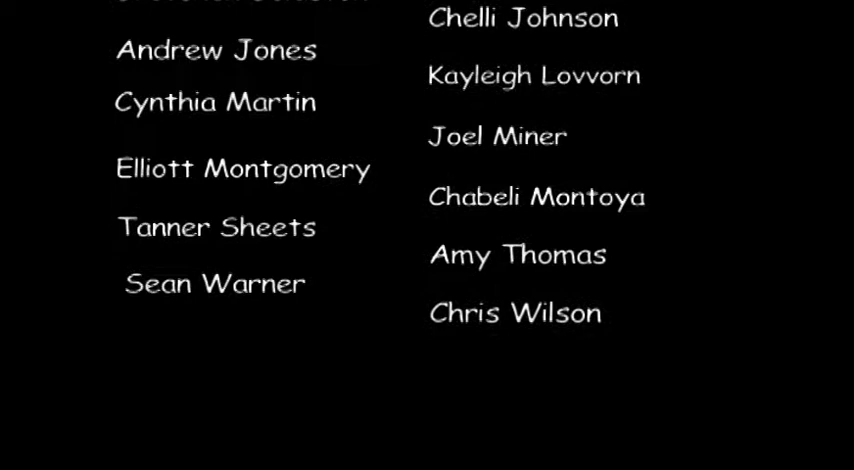 Andrew Jones
Cynthia Martin
Elliott Montgomery
Tanner Sheets
Sean Warner
Chelli Johnson
Kayleigh Lovvorn
Joel Miner
Chabeli Montoya
Amy Thomas
Chris Wilson